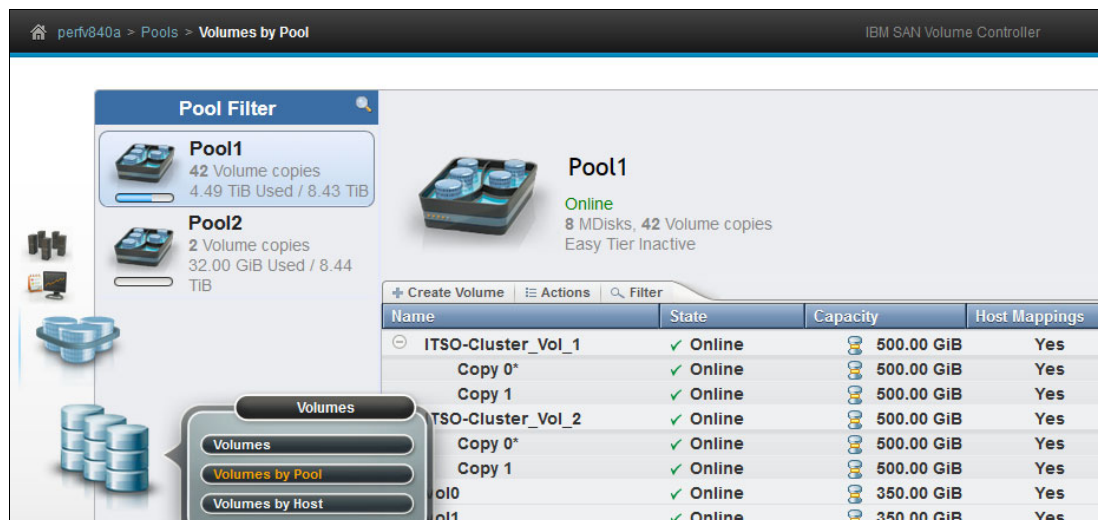 perfv840a > Pools > Volumes by Pool
IBM SAN Volume Controller
Pool Filter
Pool1
42 Volume copies
4.49 TiB Used / 8.43 TiB
Pool2
2 Volume copies
32.00 GiB Used / 8.44
TiB
Pool1
Online
8 MDisks, 42 Volume copies
Easy Tier Inactive
Create Volume Actions Filter
Name State Capacity Host Mappings
ITSO-Cluster_Vol_1 Online 500.00 GiB Yes
Copy 0* Online 500.00 GiB Yes
Copy 1 Online 500.00 GiB Yes
TSO-Cluster_Vol_2 Online 500.00 GiB Yes
Copy 0* Online 500.00 GiB Yes
Copy 1 Online 500.00 GiB Yes
ol0 Online 350.00 GiB Yes
ol1 Online 350.00 GiB Yes
Volumes
Volumes
Volumes by Pool
Volumes by Host